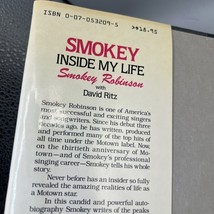 ISBN 0-07-053209-5
>$18.95
SMOKEY
INSIDE MY LIFE
Smokey Robinson
with
David Ritz
Smokey Robinson is one of America's
most successful and exciting singers
and songwriters. Since his debut three
decades ago, he has written, produced
and performed many of the top hits of
all time under the Motown label. Now,
on the thirtieth anniversary of Mo-
town—and of Smokey's professional
singing career—Smokey tells his whole
story.
Never before has an insider so fully
revealed the amazing realities of life as
a Motown star.
In this candid and powerful auto-
biography Smokey writes of the peaks